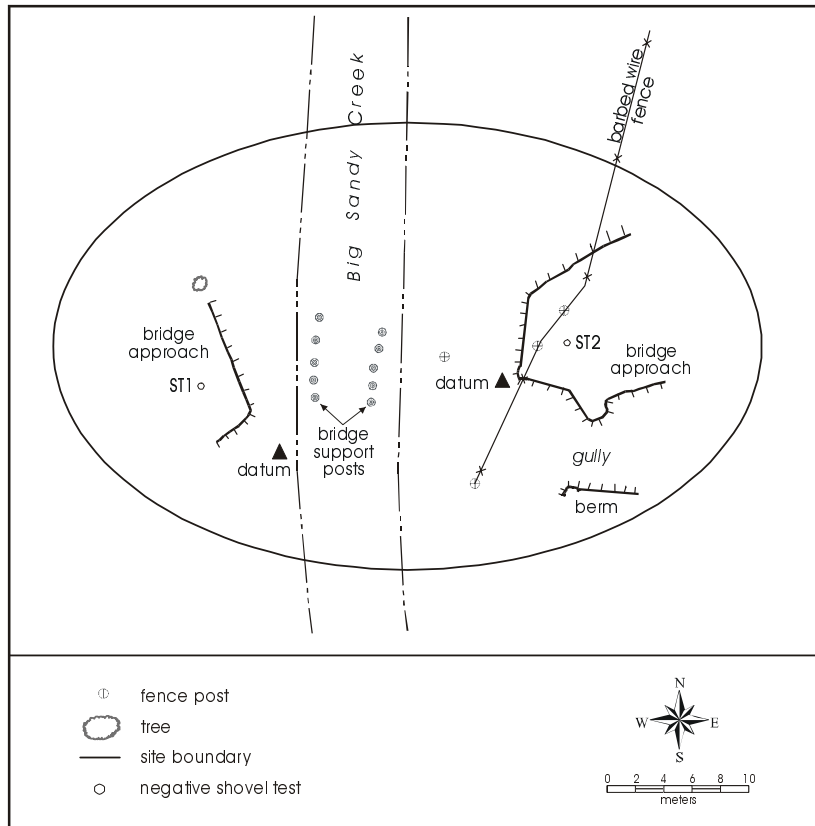 Big Sandy Creek
barbed wire
fence
bridge
approach
ST1
datum
bridge
support
posts
datum
ST2
bridge
approach
gully
berm
fence post
tree
site boundary
negative shovel test
N
W
E
S
0 2 4 6 8 10
meters